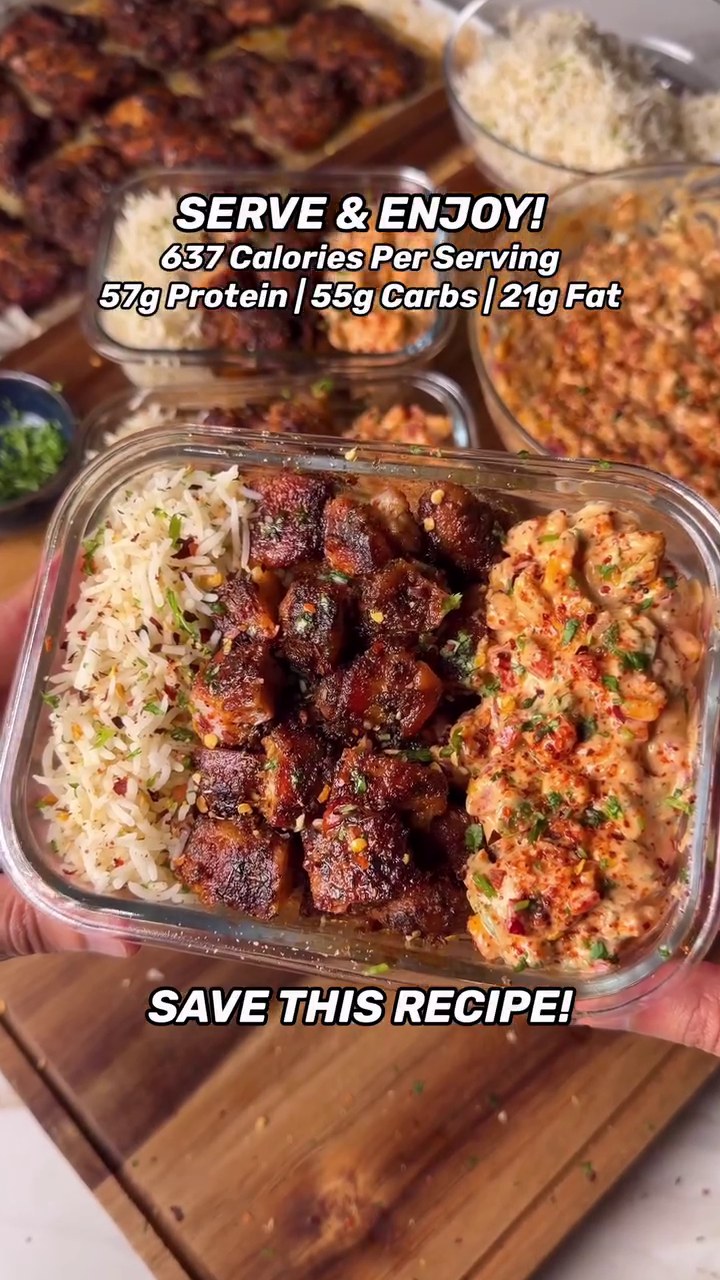 SERVE & ENJOY!
637 Calories Per Serving
57g Protein | 55g Carbs | 21g Fat
SAVE THIS RECIPE!